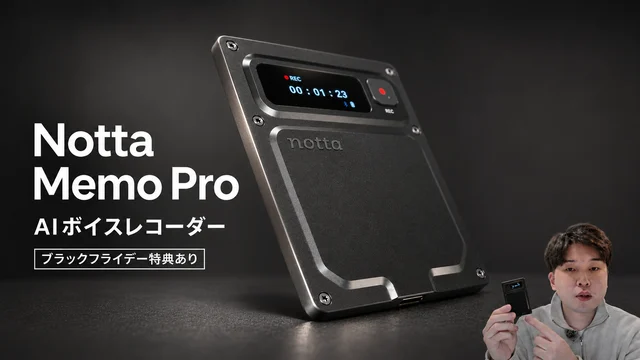 Notta
Memo Pro
AIボイスレコーダー
ブラックフライデー特典あり
REC
00:01:23
REC
notta